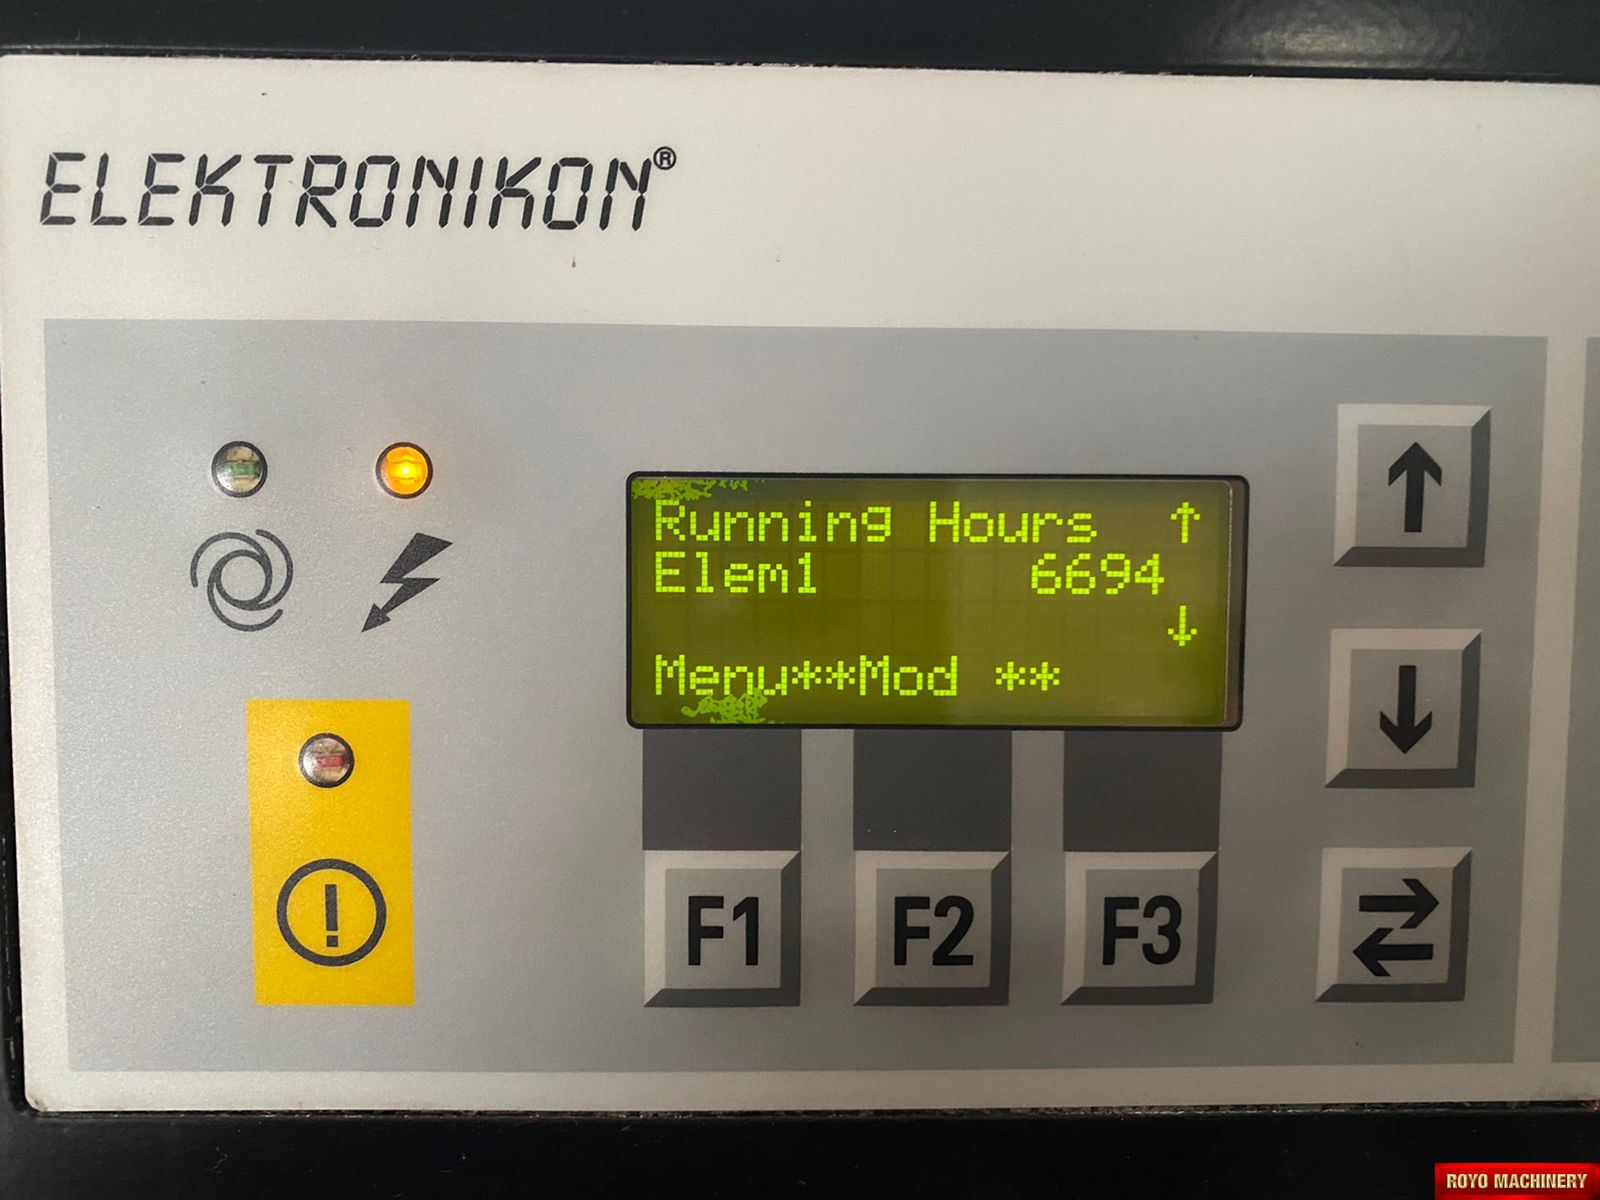 ELEKTRONIKON®
Running Hours ↑
Elem1 6694
↓
Menu**Mod **
F1 F2 F3
ROYO MACHINERY